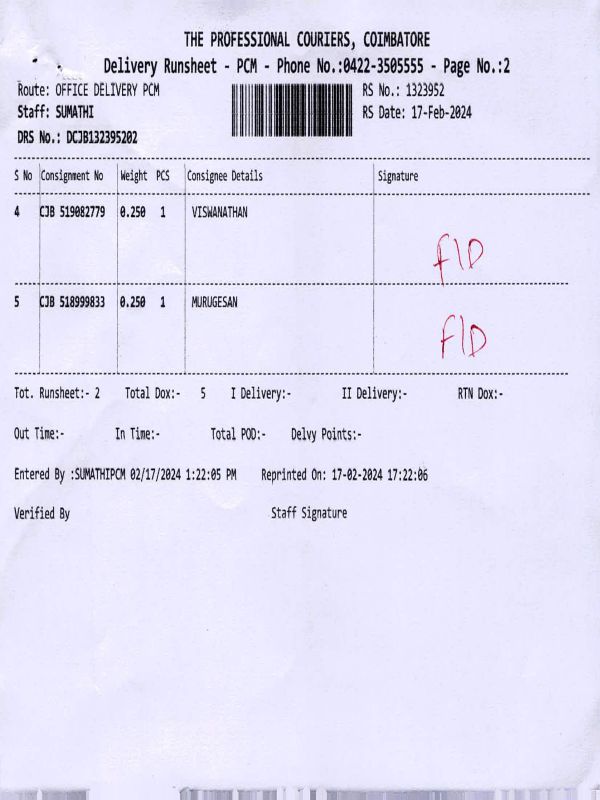 THE PROFESSIONAL COURIERS, COIMBATORE
Delivery Runsheet - PCM - Phone No.:0422-3505555 - Page No.:2
Route: OFFICE DELIVERY PCM RS No.: 1323952
Staff: SUMATHI RS Date: 17-Feb-2024
DRS No.: DCJB132395202
S No Consignment No Weight PCS Consignee Details Signature
4 CJB 519082779 0.250 1 VISWANATHAN
F/D
5 CJB 518999833 0.250 1 MURUGESAN
F/D
Tot. Runsheet:- 2 Total Dox:- 5 I Delivery:- II Delivery:- RTN Dox:-
Out Time:- In Time:- Total POD:- Delvy Points:-
Entered By :SUMATHIPCM 02/17/2024 1:22:05 PM Reprinted On: 17-02-2024 17:22:06
Verified By Staff Signature